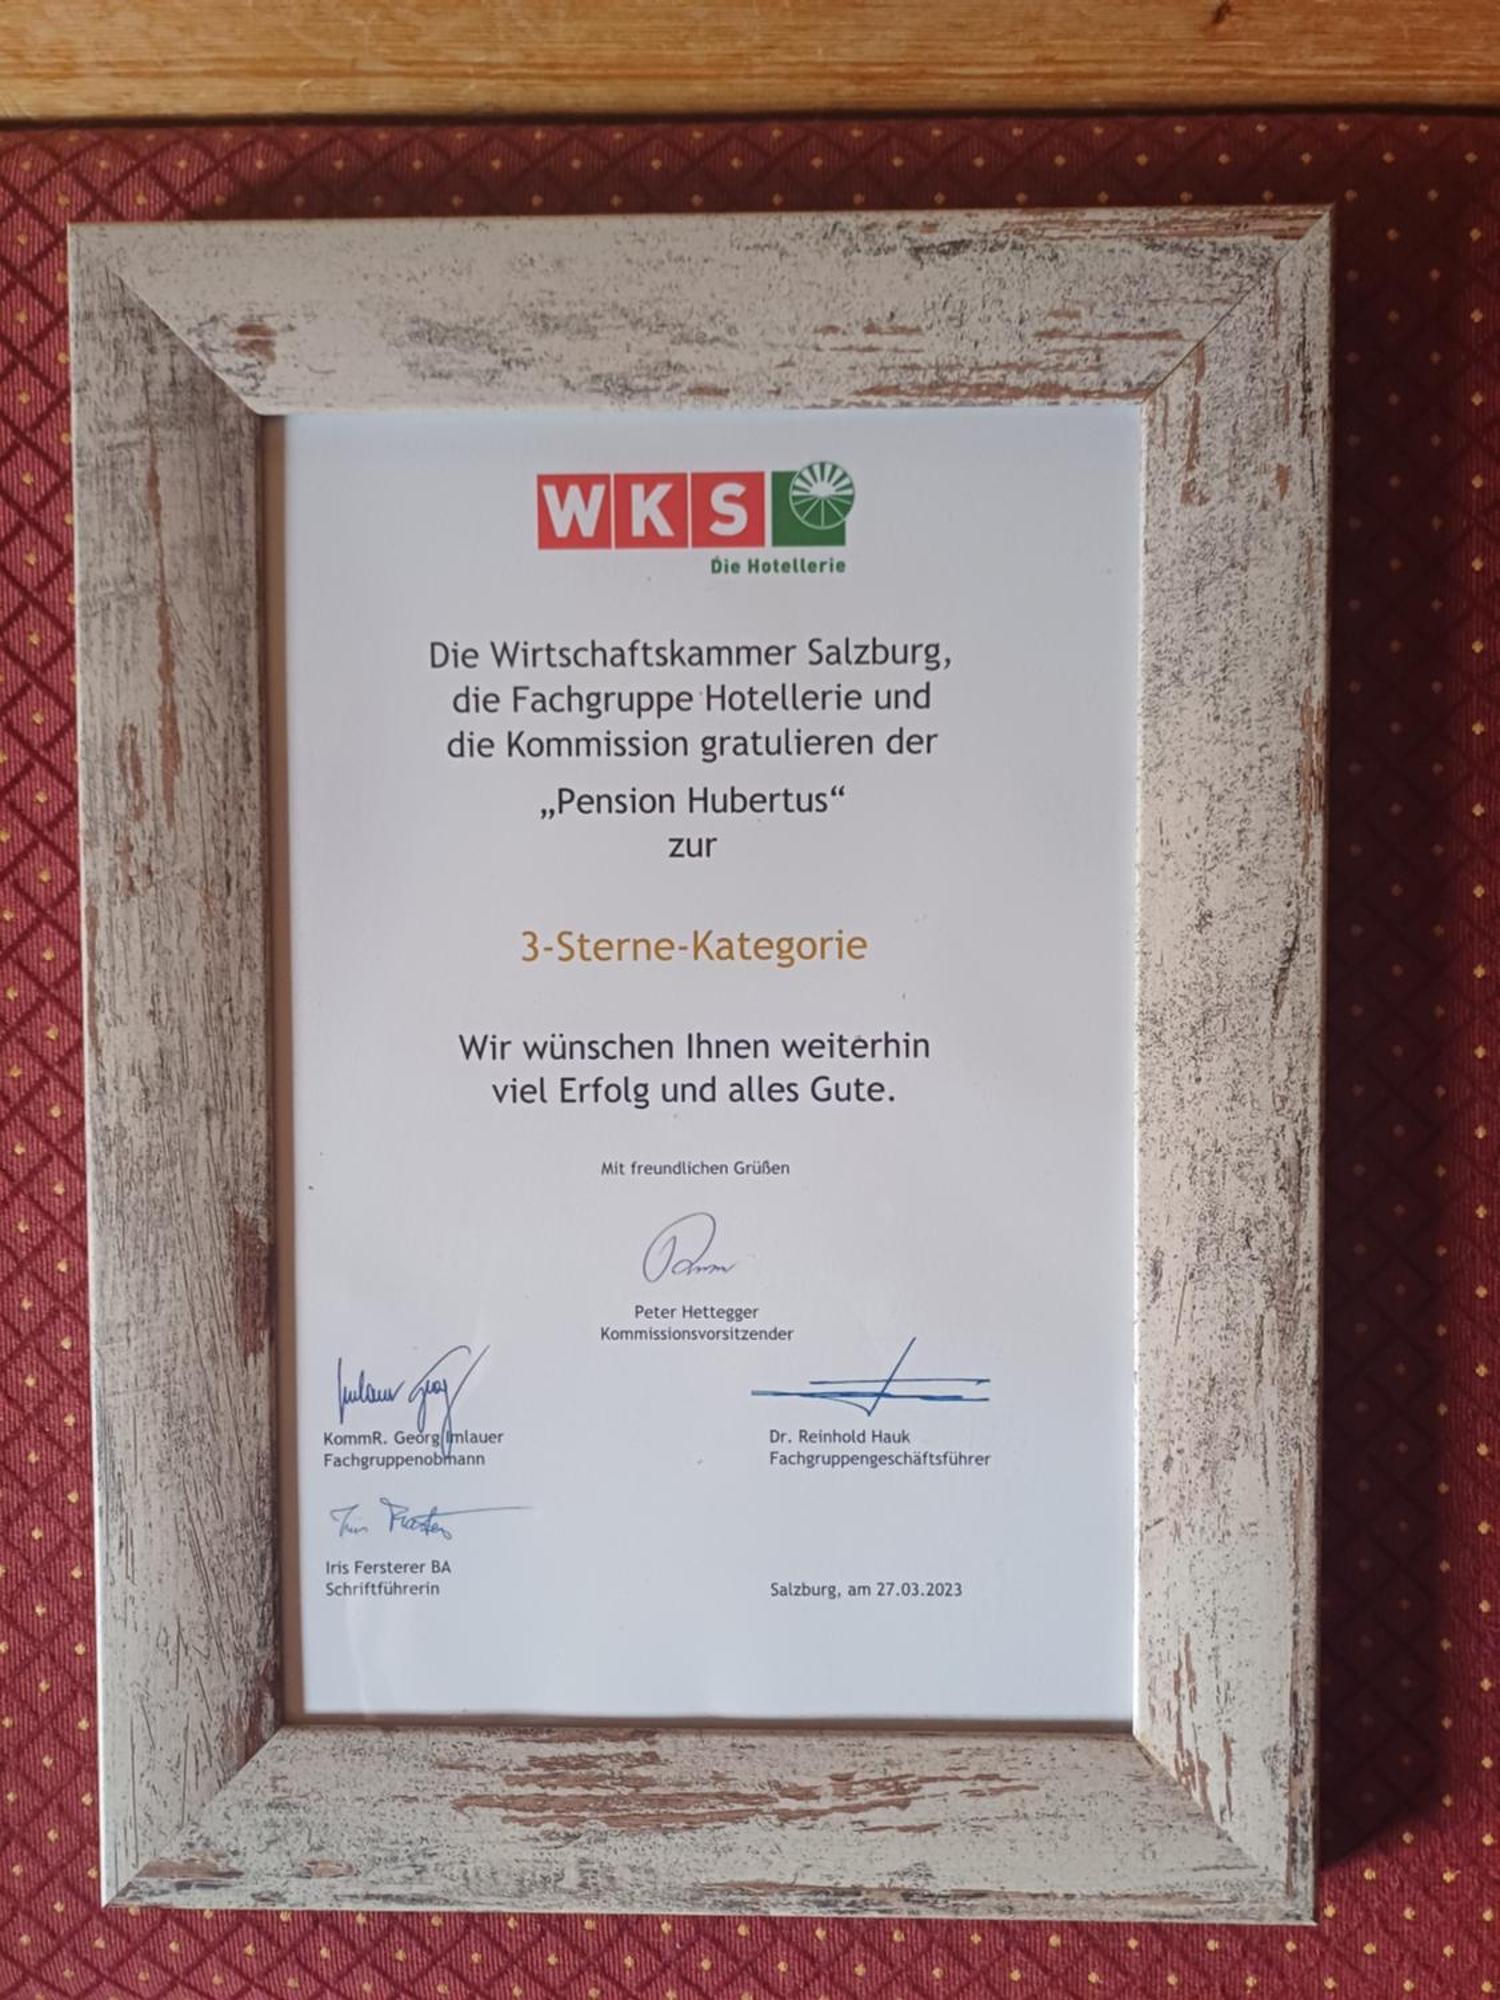 WKS
Die Hotellerie
Die Wirtschaftskammer Salzburg,
die Fachgruppe Hotellerie und
die Kommission gratulieren der
„Pension Hubertus“
zur
3-Sterne-Kategorie
Wir wünschen Ihnen weiterhin
viel Erfolg und alles Gute.
Mit freundlichen Grüßen
Peter Hettegger
Kommissionsvorsitzender
KommR. Georg Imlauer
Fachgruppenobmann
Dr. Reinhold Hauk
Fachgruppengeschäftsführer
Iris Fersterer BA
Schriftführerin
Salzburg, am 27.03.2023